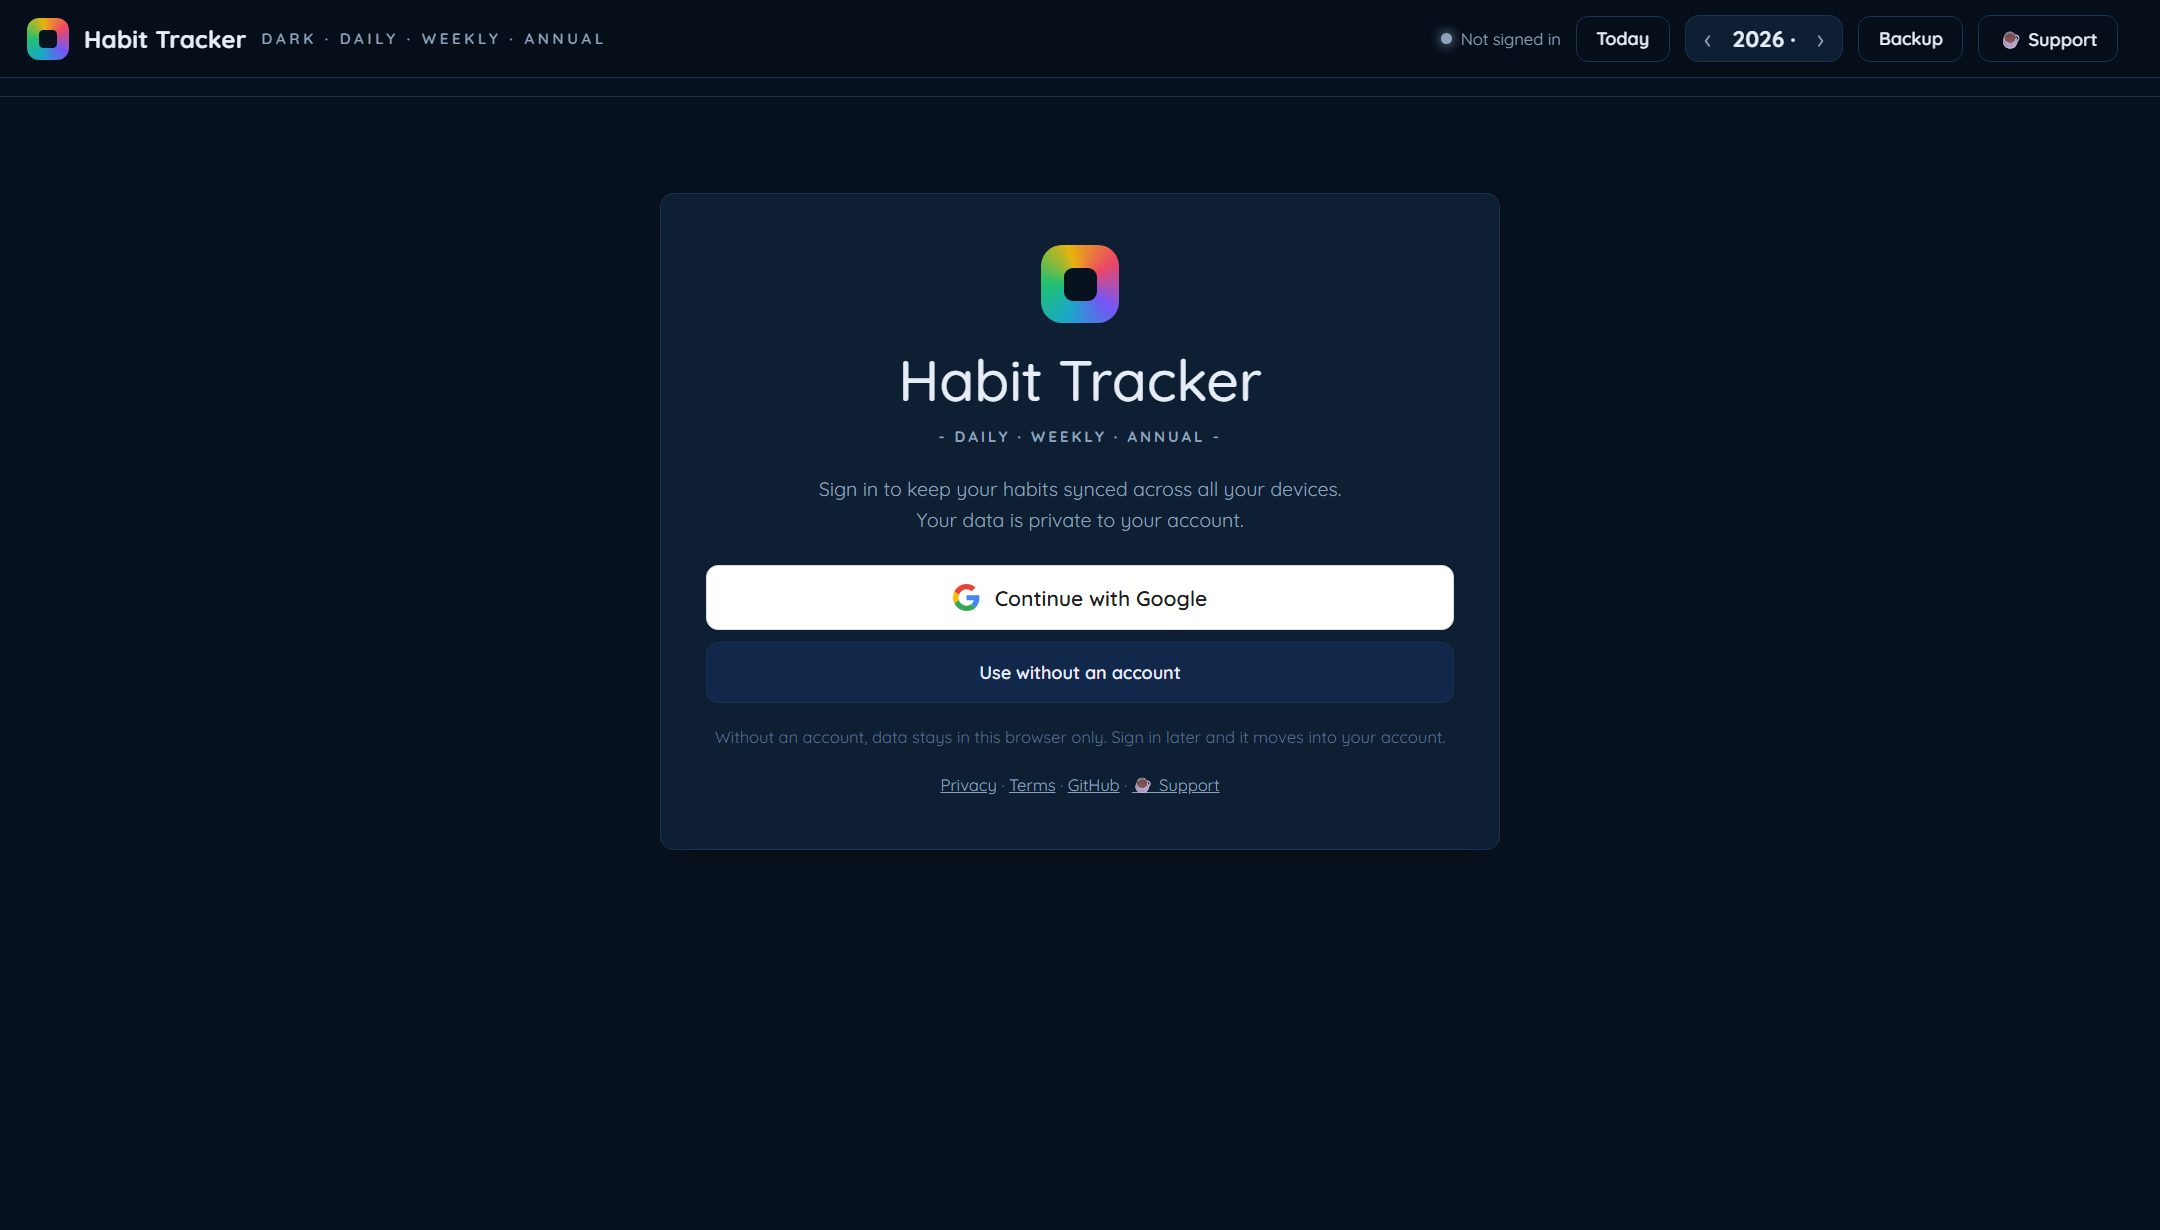 Habit Tracker DARK · DAILY · WEEKLY · ANNUAL
Not signed in
Today
‹ 2026 · ›
Backup
Support
Habit Tracker
- DAILY · WEEKLY · ANNUAL -
Sign in to keep your habits synced across all your devices.
Your data is private to your account.
Continue with Google
Use without an account
Without an account, data stays in this browser only. Sign in later and it moves into your account.
Privacy · Terms · GitHub · Support